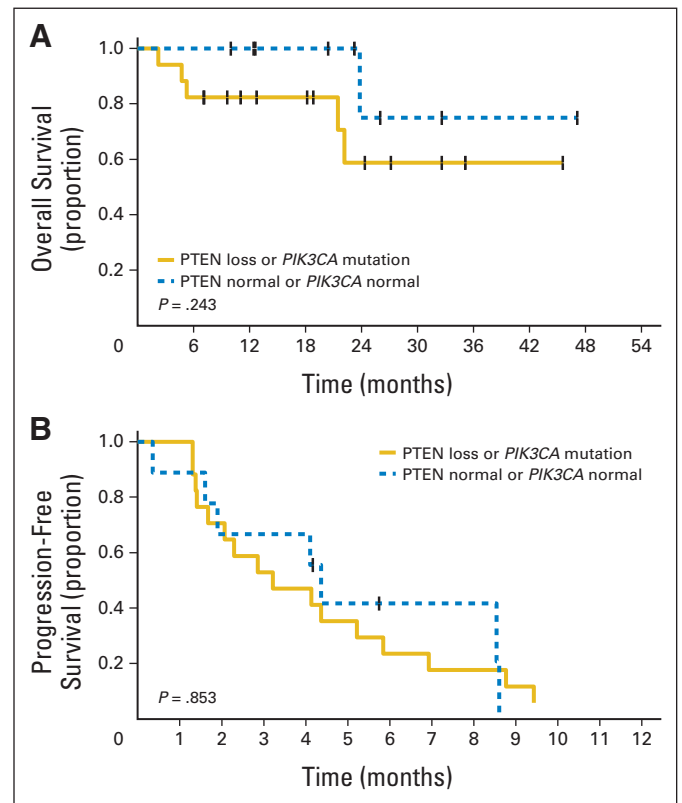 A
Overall Survival
(proportion)
1.0
0.8
0.6
0.4
0.2
PTEN loss or PIK3CA mutation
PTEN normal or PIK3CA normal
P = .243
0 6 12 18 24 30 36 42 48 54
Time (months)
B
Progression-Free
Survival (proportion)
1.0
0.8
0.6
0.4
0.2
PTEN loss or PIK3CA mutation
PTEN normal or PIK3CA normal
P = .853
0 1 2 3 4 5 6 7 8 9 10 11 12
Time (months)